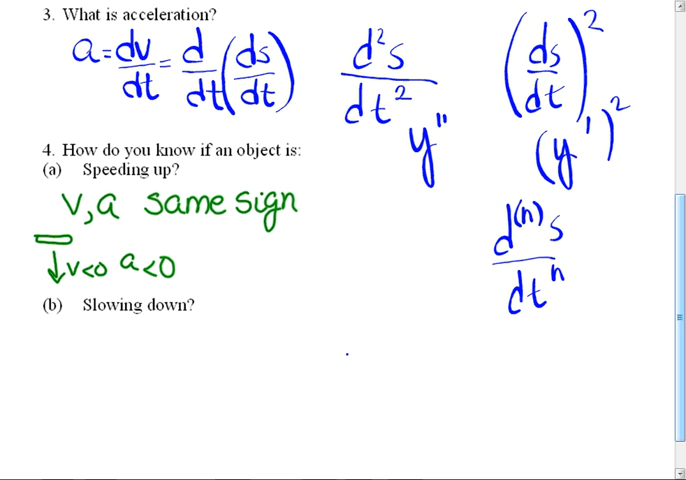 3. What is acceleration?
a = dv/dt = d/dt (ds/dt)
d²s/dt²
(ds/dt)²
y''
(y')²
4. How do you know if an object is:
(a) Speeding up?
v, a same sign
d⁽ⁿ⁾s/dtⁿ
↓v<0 a<0
(b) Slowing down?